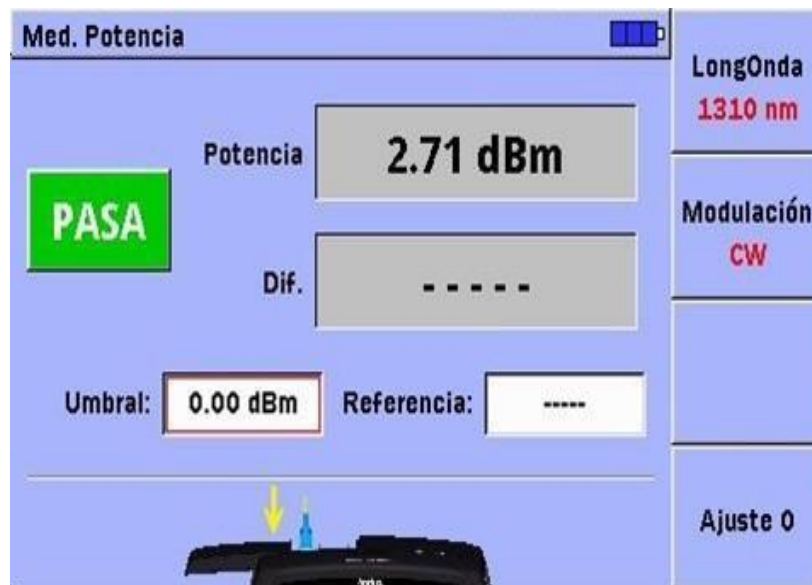 Med. Potencia
LongOnda
1310 nm
Potencia
2.71 dBm
PASA
Modulación
CW
Dif.
-----
Umbral:
0.00 dBm
Referencia:
-----
Ajuste 0